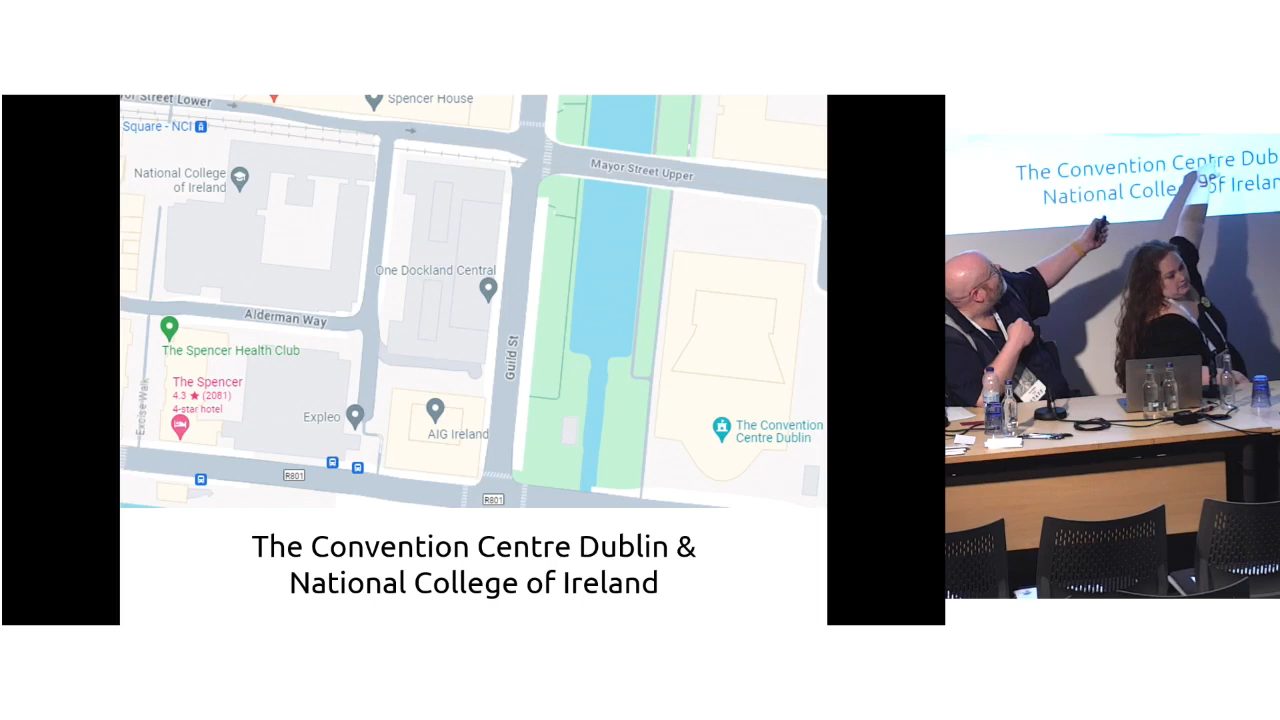 or Street Lower
Spencer House
Square - NCI
National College
of Ireland
Mayor Street Upper
One Dockland Central
Alderman Way
The Spencer Health Club
Guild St
The Spencer
4.3 ★ (2081)
4-star hotel
Excise Walk
Expleo
AIG Ireland
The Convention
Centre Dublin
R801
R801
The Convention Centre Dublin &
National College of Ireland
The Convention Centre Dub
National College of Irelan